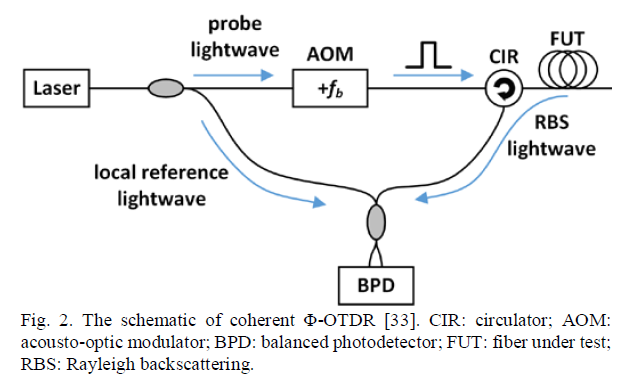 probe
lightwave
AOM
CIR
FUT
Laser
+fb
RBS
lightwave
local reference
lightwave
BPD
Fig. 2. The schematic of coherent Φ-OTDR [33]. CIR: circulator; AOM:
acousto-optic modulator; BPD: balanced photodetector; FUT: fiber under test;
RBS: Rayleigh backscattering.